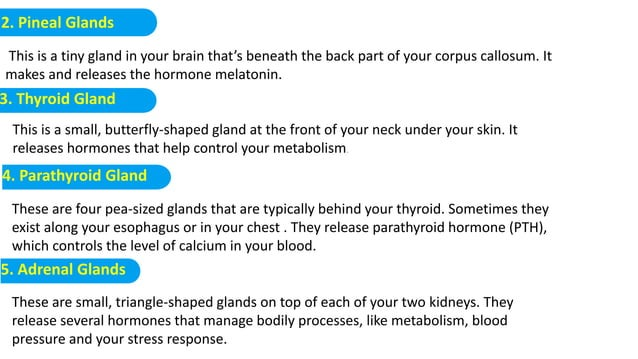 2. Pineal Glands
This is a tiny gland in your brain that’s beneath the back part of your corpus callosum. It
makes and releases the hormone melatonin.
3. Thyroid Gland
This is a small, butterfly-shaped gland at the front of your neck under your skin. It
releases hormones that help control your metabolism.
4. Parathyroid Gland
These are four pea-sized glands that are typically behind your thyroid. Sometimes they
exist along your esophagus or in your chest . They release parathyroid hormone (PTH),
which controls the level of calcium in your blood.
5. Adrenal Glands
These are small, triangle-shaped glands on top of each of your two kidneys. They
release several hormones that manage bodily processes, like metabolism, blood
pressure and your stress response.